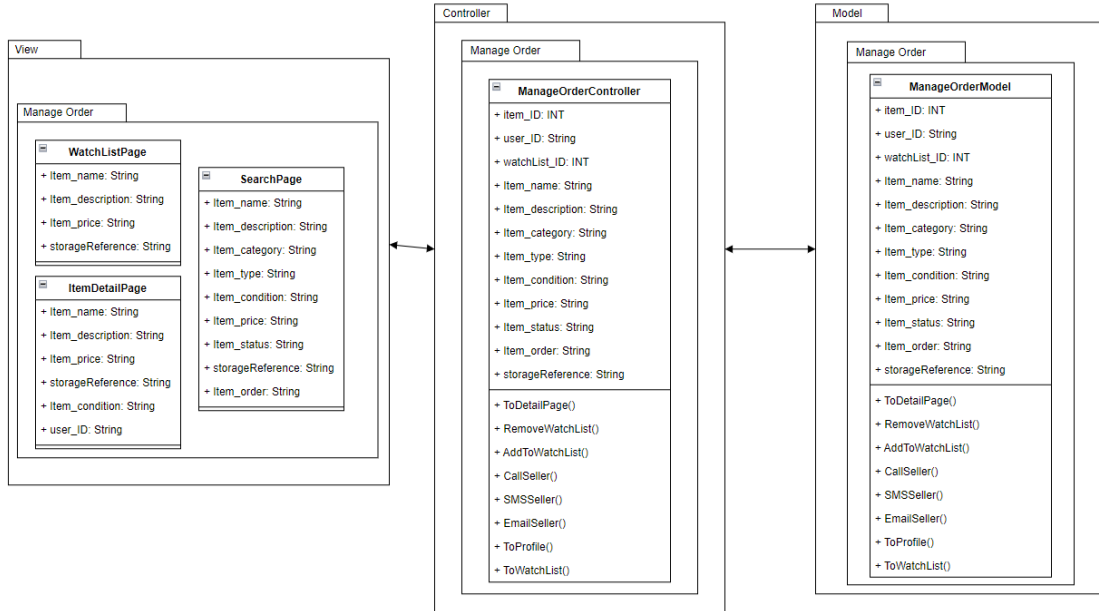 View
Manage Order
WatchListPage
+ Item_name: String
+ Item_description: String
+ Item_price: String
+ storageReference: String
ItemDetailPage
+ Item_name: String
+ Item_description: String
+ Item_price: String
+ storageReference: String
+ Item_condition: String
+ user_ID: String
SearchPage
+ Item_name: String
+ Item_description: String
+ Item_category: String
+ Item_type: String
+ Item_condition: String
+ Item_price: String
+ Item_status: String
+ storageReference: String
+ Item_order: String
Controller
Manage Order
ManageOrderController
+ item_ID: INT
+ user_ID: String
+ watchList_ID: INT
+ Item_name: String
+ Item_description: String
+ Item_category: String
+ Item_type: String
+ Item_condition: String
+ Item_price: String
+ Item_status: String
+ Item_order: String
+ storageReference: String
+ ToDetailPage()
+ RemoveWatchList()
+ AddToWatchList()
+ CallSeller()
+ SMSSeller()
+ EmailSeller()
+ ToProfile()
+ ToWatchList()
Model
Manage Order
ManageOrderModel
+ item_ID: INT
+ user_ID: String
+ watchList_ID: INT
+ Item_name: String
+ Item_description: String
+ Item_category: String
+ Item_type: String
+ Item_condition: String
+ Item_price: String
+ Item_status: String
+ Item_order: String
+ storageReference: String
+ ToDetailPage()
+ RemoveWatchList()
+ AddToWatchList()
+ CallSeller()
+ SMSSeller()
+ EmailSeller()
+ ToProfile()
+ ToWatchList()